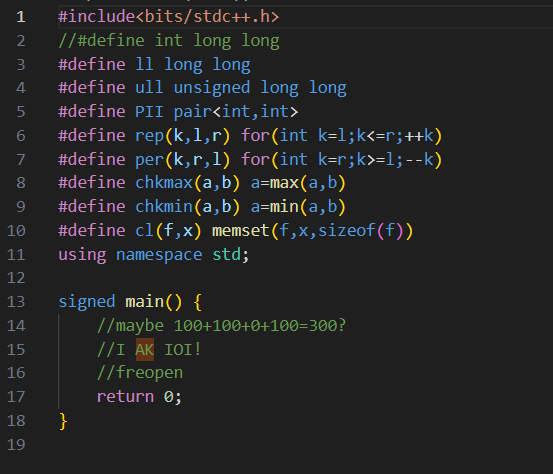 1 #include<bits/stdc++.h>
2 //#define int long long
3 #define ll long long
4 #define ull unsigned long long
5 #define PII pair<int,int>
6 #define rep(k,l,r) for(int k=l;k<=r;++k)
7 #define per(k,r,l) for(int k=r;k>=l;--k)
8 #define chkmax(a,b) a=max(a,b)
9 #define chkmin(a,b) a=min(a,b)
10 #define cl(f,x) memset(f,x,sizeof(f))
11 using namespace std;
12
13 signed main() {
14     //maybe 100+100+0+100=300?
15     //I AK IOI!
16     //freopen
17     return 0;
18 }
19